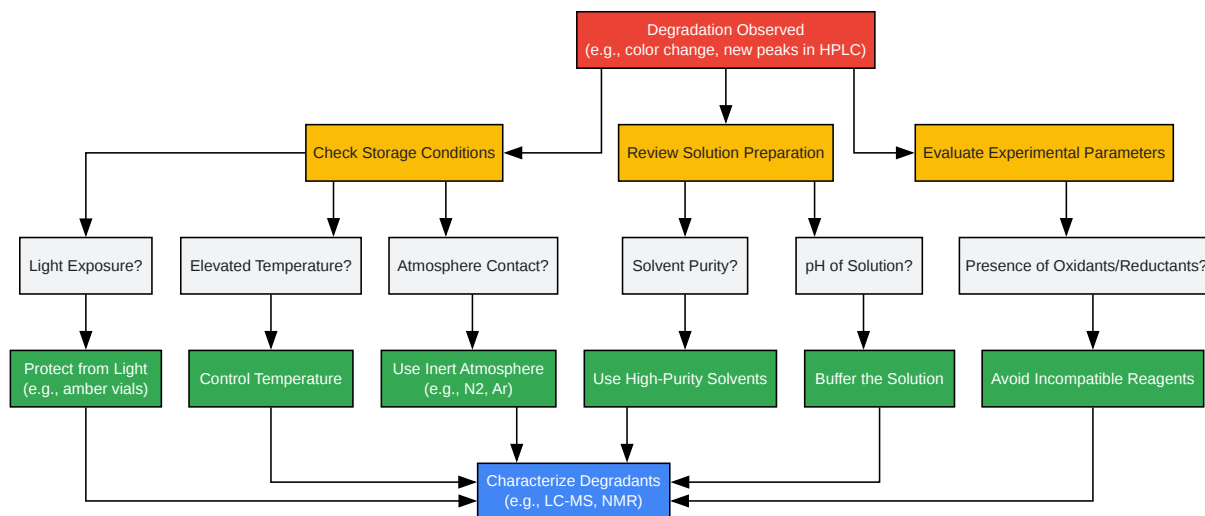 Degradation Observed
(e.g., color change, new peaks in HPLC)
Check Storage Conditions
Review Solution Preparation
Evaluate Experimental Parameters
Light Exposure?
Elevated Temperature?
Atmosphere Contact?
Solvent Purity?
pH of Solution?
Presence of Oxidants/Reductants?
Protect from Light
(e.g., amber vials)
Control Temperature
Use Inert Atmosphere
(e.g., N2, Ar)
Use High-Purity Solvents
Buffer the Solution
Avoid Incompatible Reagents
Characterize Degradants
(e.g., LC-MS, NMR)